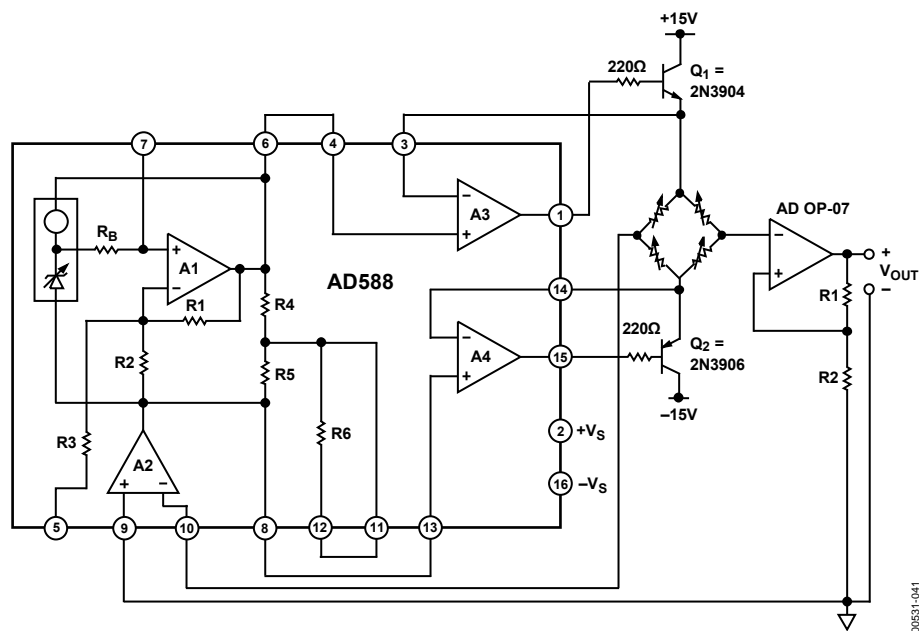 +15V
220Ω
Q1 =
2N3904
7
6
4
3
RB
A1
R1
R4
AD588
A3
1
AD OP-07
+
VOUT
–
R1
R2
14
220Ω
Q2 =
2N3906
–15V
R2
R5
A4
15
R3
A2
R6
2
+VS
16
–VS
5
9
10
8
12
11
13
+
–
+
–
+
–
–
+
–
+
00531-041